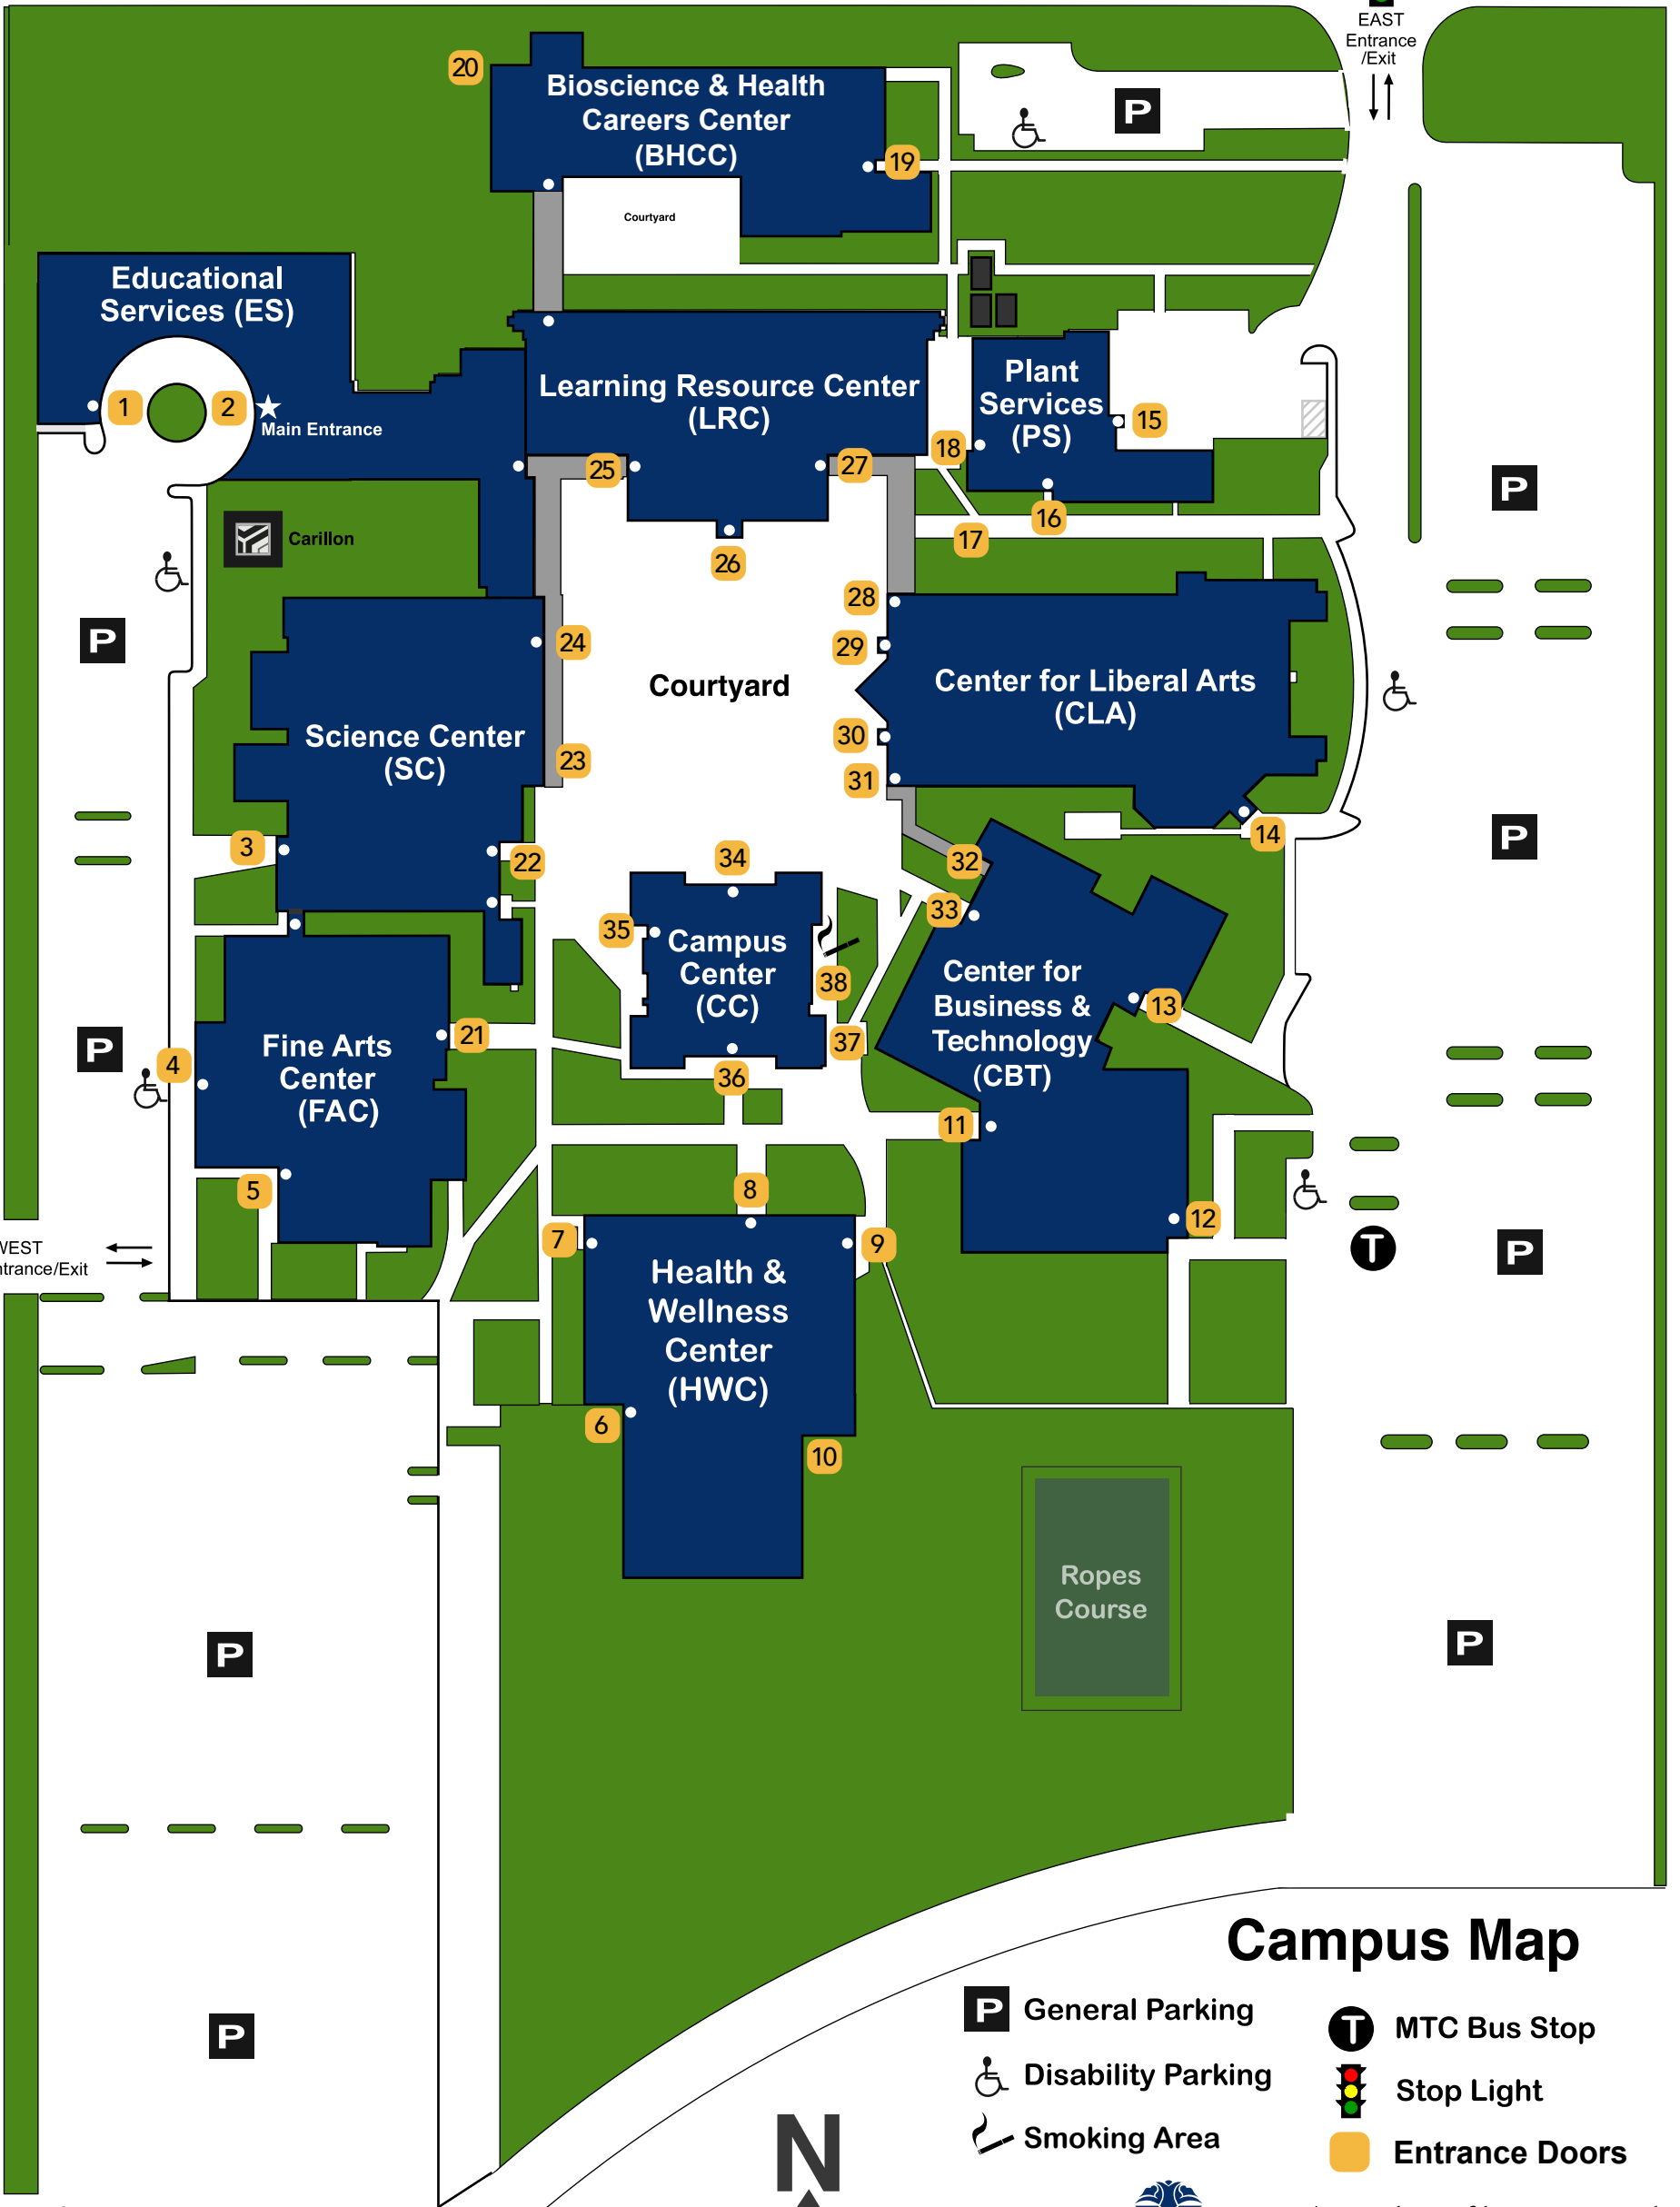 EAST
Entrance
/Exit
20
Bioscience & Health
Careers Center
(BHCC)
P
19
Courtyard
Educational
Services (ES)
1
2
Main Entrance
Learning Resource Center
(LRC)
Plant
Services
(PS)
15
18
25
27
16
17
26
P
Carillon
28
24
29
P
Courtyard
Center for Liberal Arts
(CLA)
Science Center
(SC)
23
30
31
14
P
3
22
34
32
33
35
Campus
Center
(CC)
38
Center for
Business &
Technology
(CBT)
13
P
4
Fine Arts
Center
(FAC)
21
37
36
11
5
8
12
7
9
T
P
Entrance/Exit
Health &
Wellness
Center
(HWC)
6
10
Ropes
Course
P
P
P
Campus Map
P General Parking
T MTC Bus Stop
Disability Parking
Stop Light
Smoking Area
Entrance Doors
N